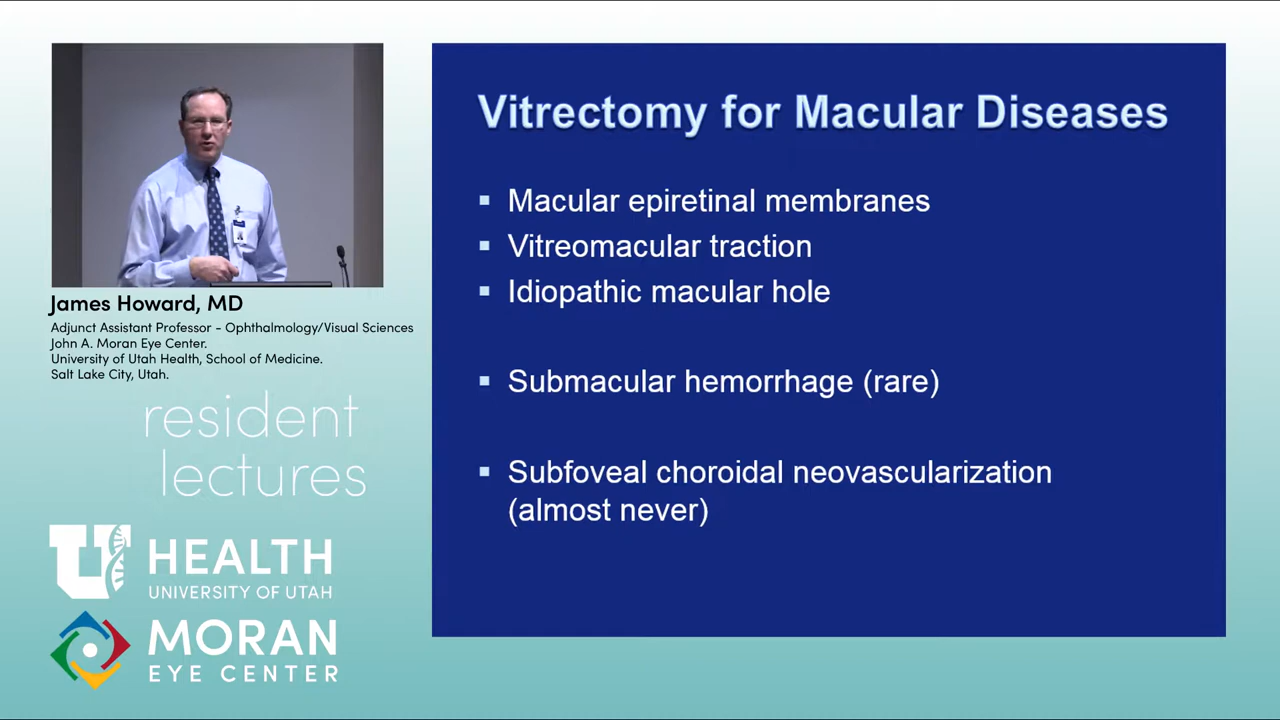 Vitrectomy for Macular Diseases
Macular epiretinal membranes
Vitreomacular traction
Idiopathic macular hole
Submacular hemorrhage (rare)
Subfoveal choroidal neovascularization
(almost never)
James Howard, MD
Adjunct Assistant Professor - Ophthalmology/Visual Sciences
John A. Moran Eye Center.
University of Utah Health, School of Medicine.
Salt Lake City, Utah.
resident
lectures
U HEALTH
UNIVERSITY OF UTAH
MORAN
EYE CENTER